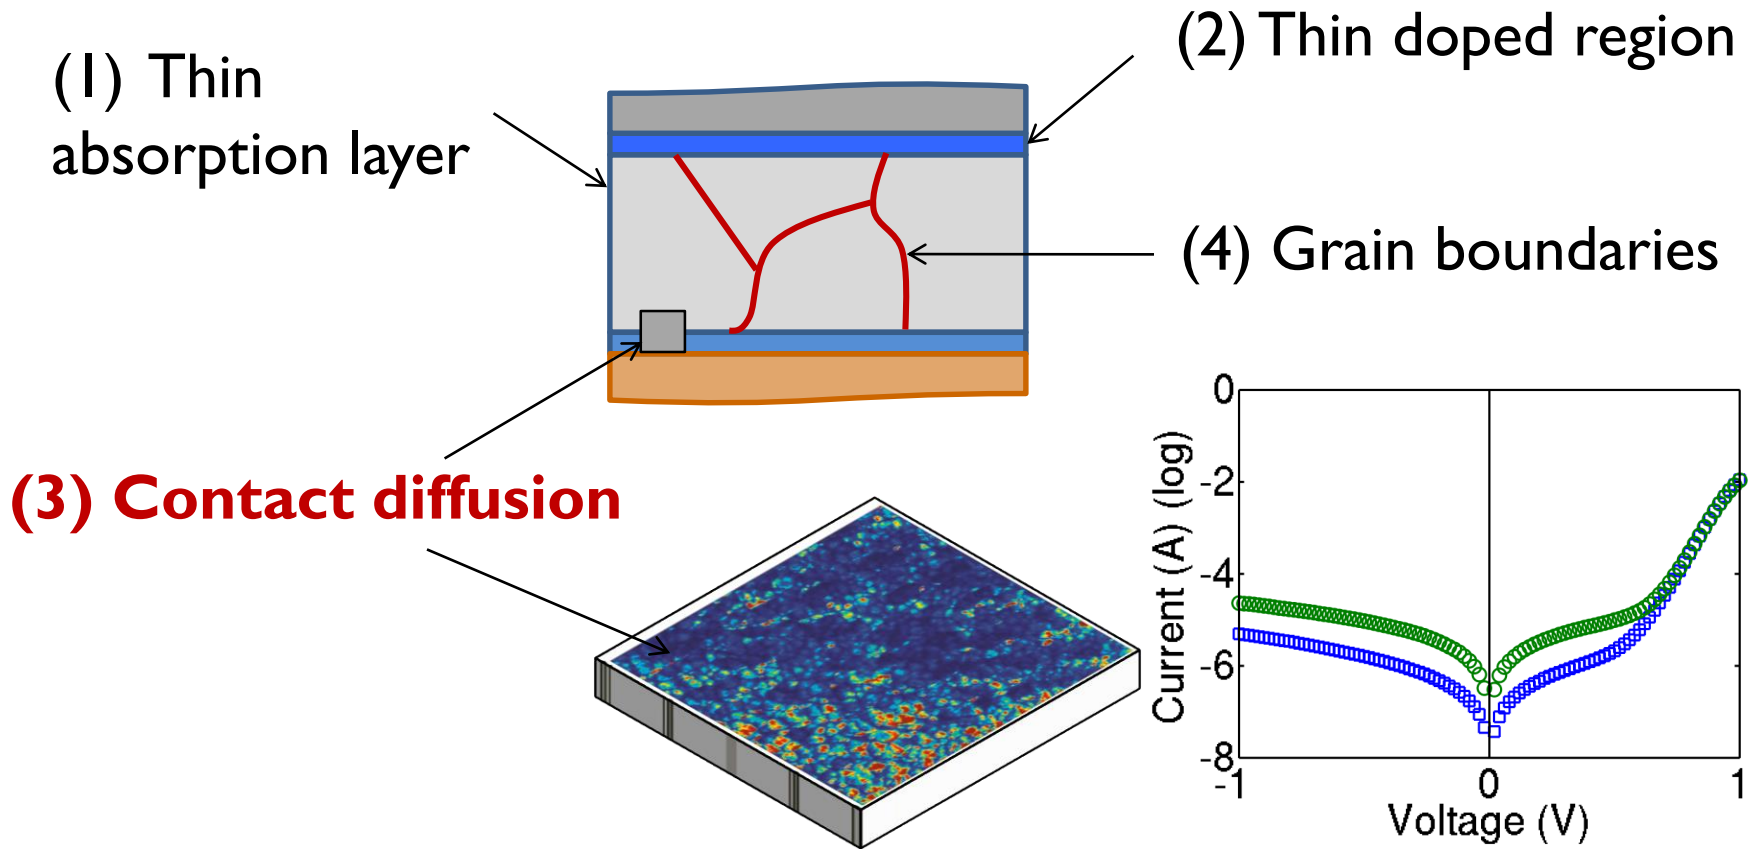 (1) Thin
absorption layer
(2) Thin doped region
(4) Grain boundaries
(3) Contact diffusion
Current (A) (log)
0
-2
-4
-6
-8
-1
0
1
Voltage (V)